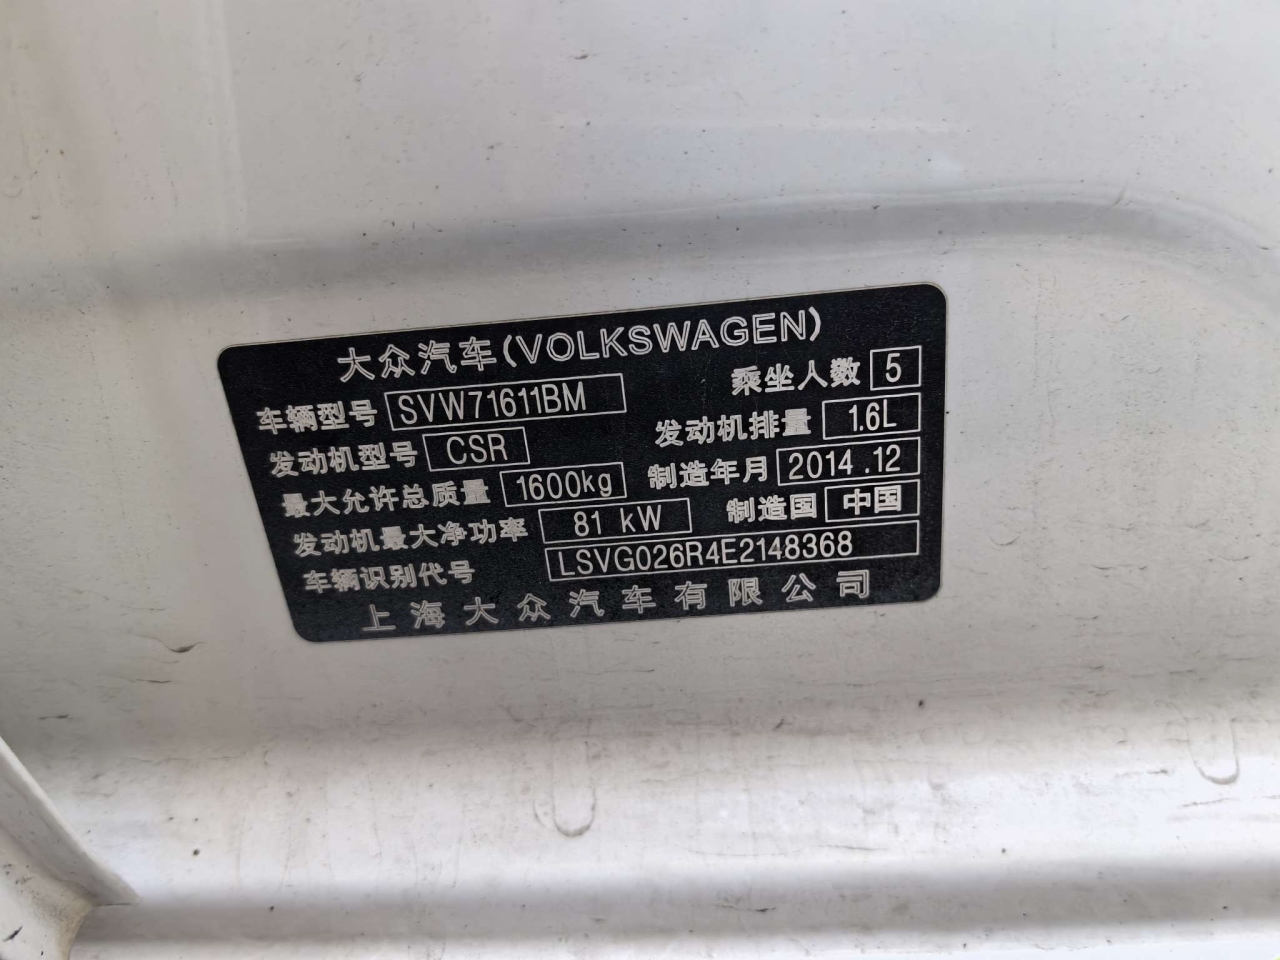 大众汽车(VOLKSWAGEN)
车辆型号 SVW71611BM 乘坐人数 5
发动机型号 CSR 发动机排量 1.6L
最大允许总质量 1600kg 制造年月 2014.12
发动机最大净功率 81 kW 制造国 中国
车辆识别代号 LSVG026R4E2148368
上海大众汽车有限公司